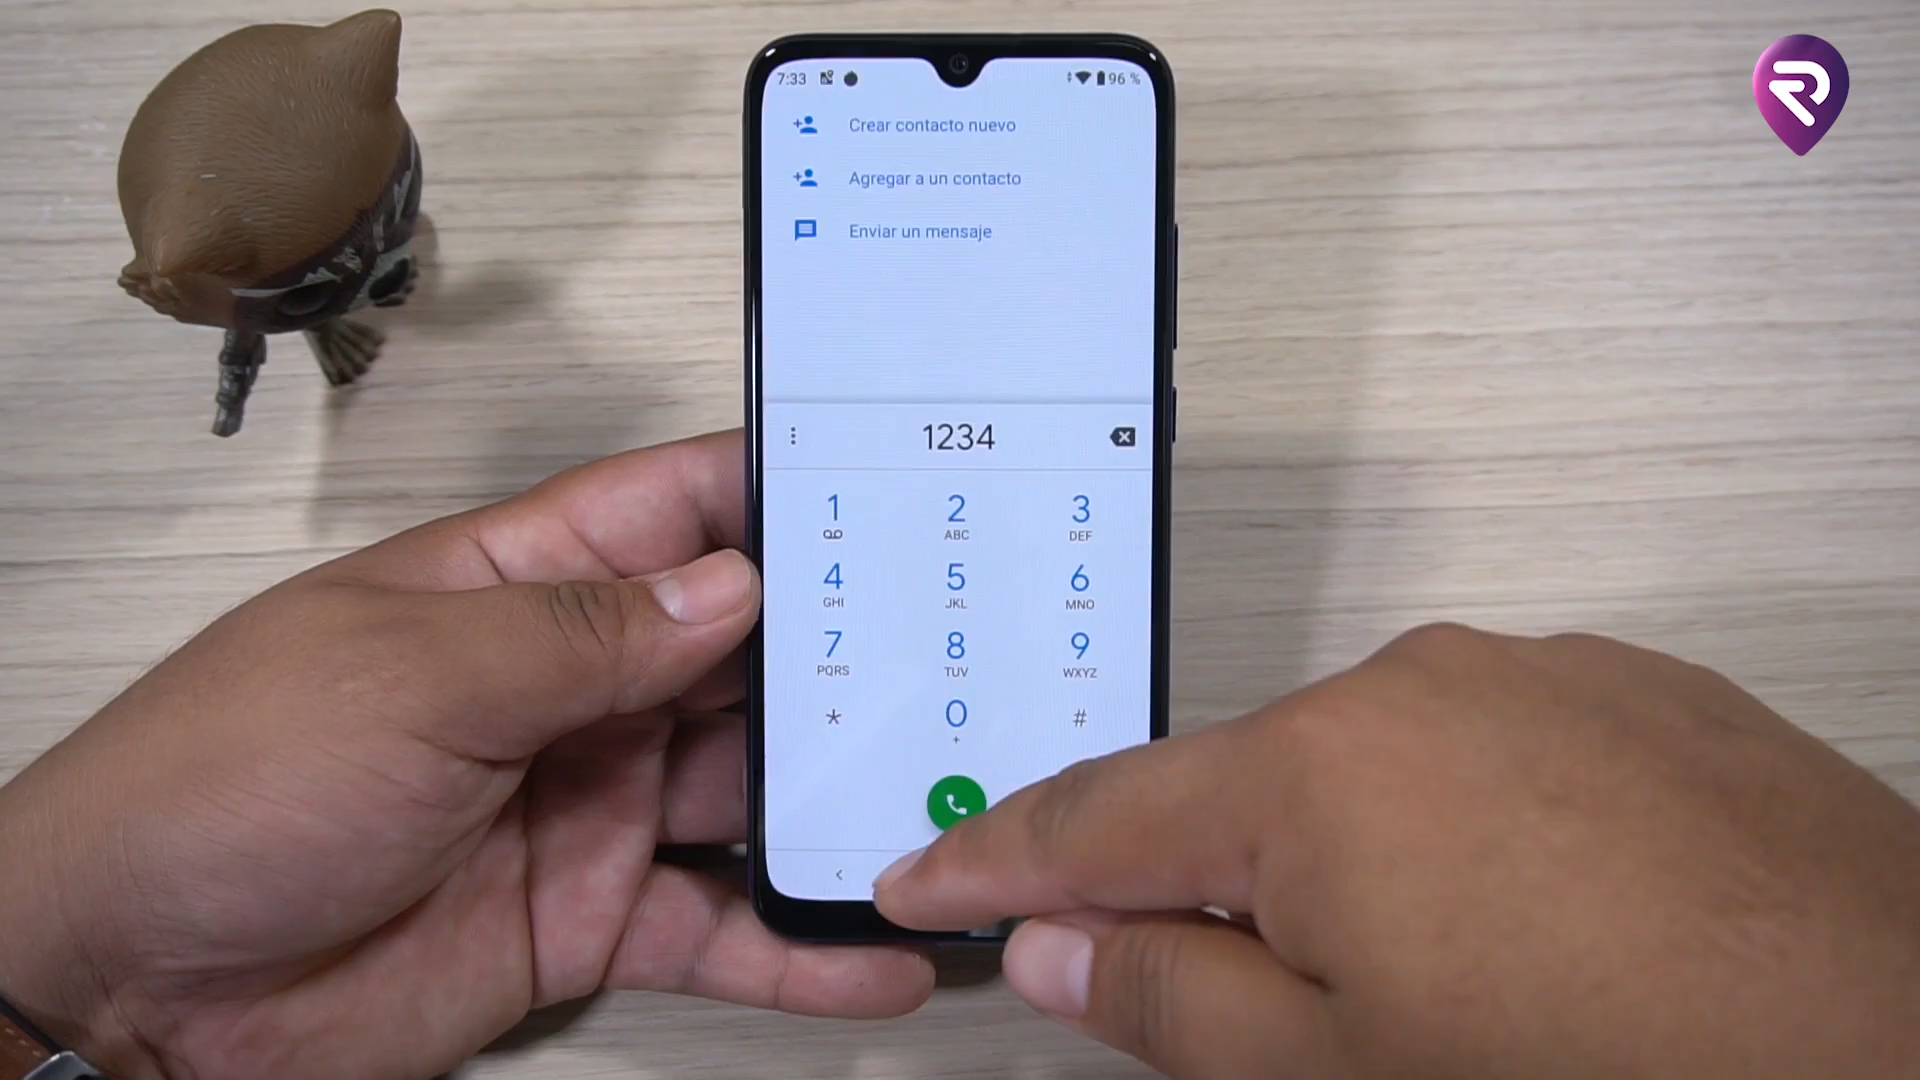 7:33 96 %
Crear contacto nuevo
Agregar a un contacto
Enviar un mensaje
1234
1 2 3
ABC DEF
4 5 6
GHI JKL MNO
7 8 9
PQRS TUV WXYZ
* 0 #
+
R